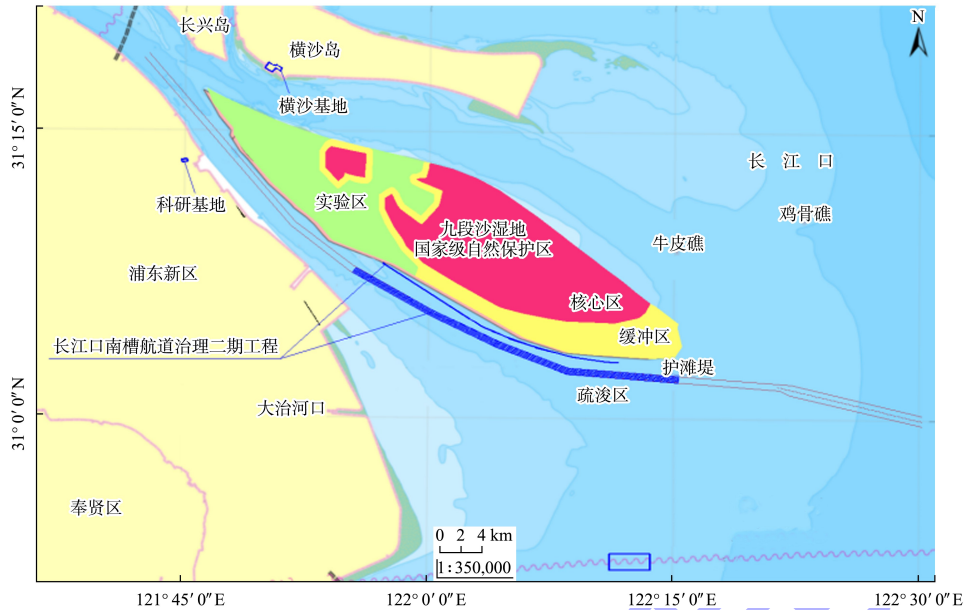 长兴岛
N
横沙岛
横沙基地
31°15′0″N
长江口
科研基地
实验区
鸡骨礁
九段沙湿地
国家级自然保护区
牛皮礁
浦东新区
核心区
缓冲区
长江口南槽航道治理二期工程
护滩堤
疏浚区
大治河口
31°0′0″N
奉贤区
0 2 4 km
1:350,000
121°45′0″E
122°0′0″E
122°15′0″E
122°30′0″E